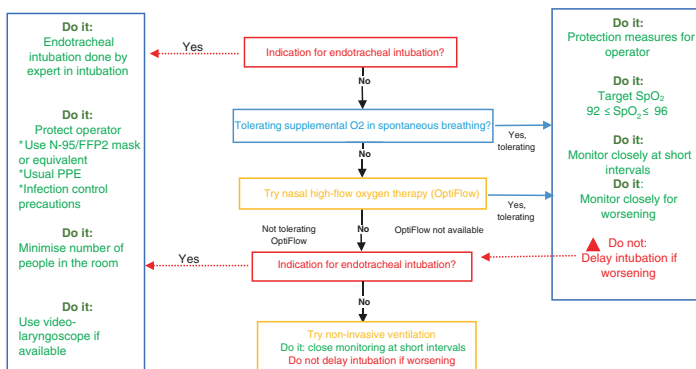 Do it:
Endotracheal
intubation done by
expert in intubation
Do it:
Protect operator
*Use N-95/FFP2 mask
or equivalent
*Usual PPE
*Infection control
precautions
Do it:
Minimise number of
people in the room
Do it:
Use video-
laryngoscope if
available
Yes
Indication for endotracheal intubation?
No
Tolerating supplemental O2 in spontaneous breathing?
Yes,
tolerating
No
Try nasal high-flow oxygen therapy (OptiFlow)
Yes,
tolerating
Not tolerating
OptiFlow
No
OptiFlow not available
Yes
Indication for endotracheal intubation?
No
Try non-invasive ventilation
Do it: close monitoring at short intervals
Do not delay intubation if worsening
Do it:
Protection measures for
operator
Do it:
Target SpO₂
92 ≤ SpO₂ ≤ 96
Do it:
Monitor closely at short
intervals
Do it:
Monitor closely for
worsening
Do not:
Delay intubation if
worsening